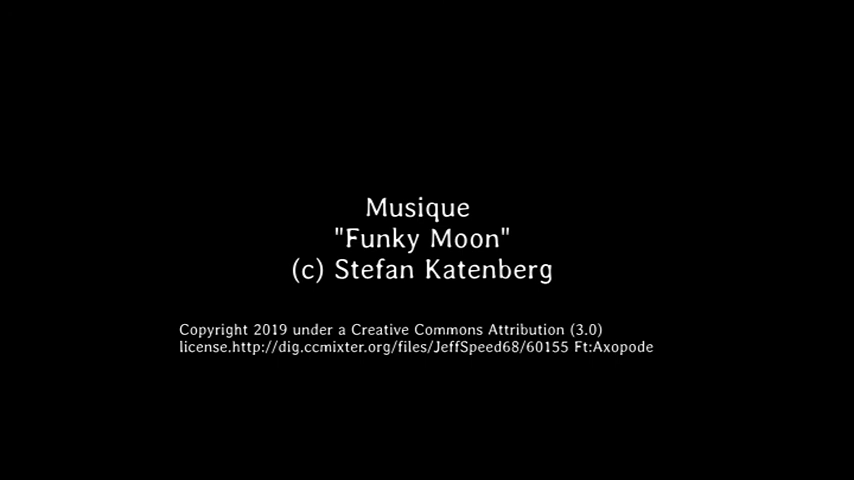 Musique
"Funky Moon"
(c) Stefan Katenberg
Copyright 2019 under a Creative Commons Attribution (3.0)
license.http://dig.ccmixter.org/files/JeffSpeed68/60155 Ft:Axopode